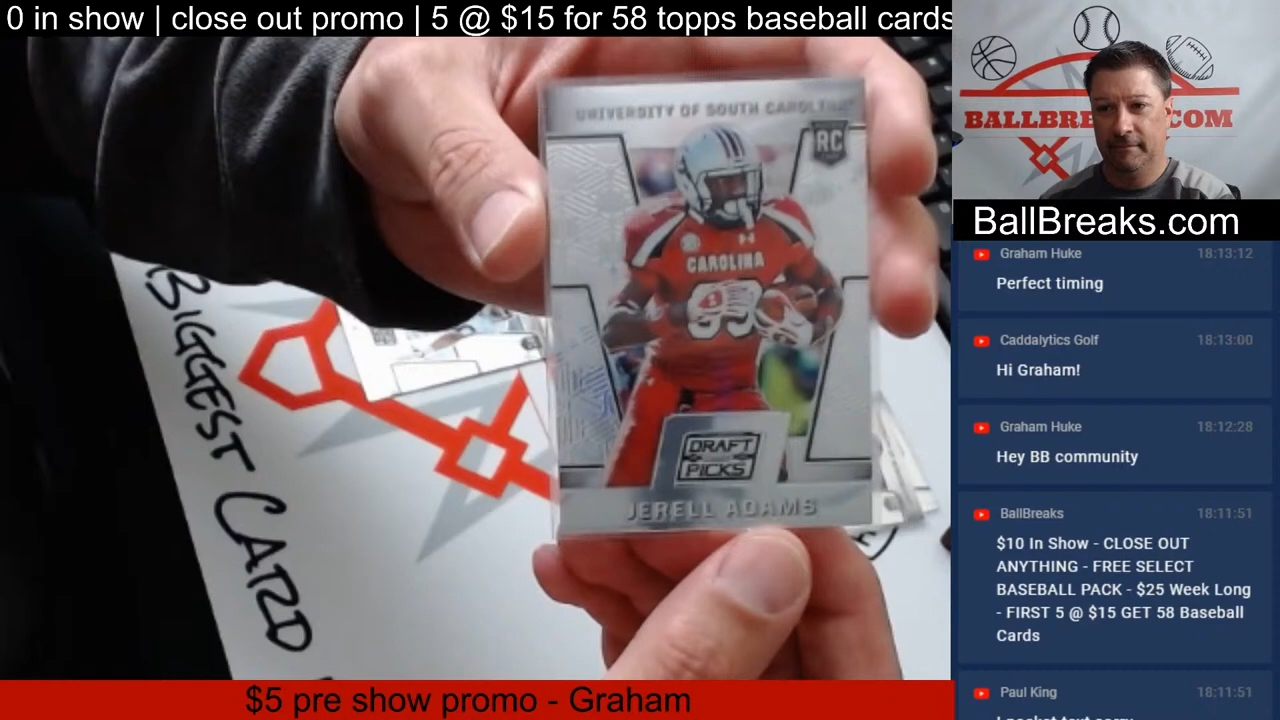 0 in show | close out promo | 5 @ $15 for 58 topps baseball cards
UNIVERSITY OF SOUTH CAROLINA
RC
CAROLINA
DRAFT
PICKS
JERELL ADAMS
BIGGEST CARD
$5 pre show promo - Graham
BallBreaks.com
Graham Huke 18:13:12
Perfect timing
Caddalytics Golf 18:13:00
Hi Graham!
Graham Huke 18:12:28
Hey BB community
BallBreaks 18:11:51
$10 In Show - CLOSE OUT
ANYTHING - FREE SELECT
BASEBALL PACK - $25 Week Long
- FIRST 5 @ $15 GET 58 Baseball
Cards
Paul King 18:11:51